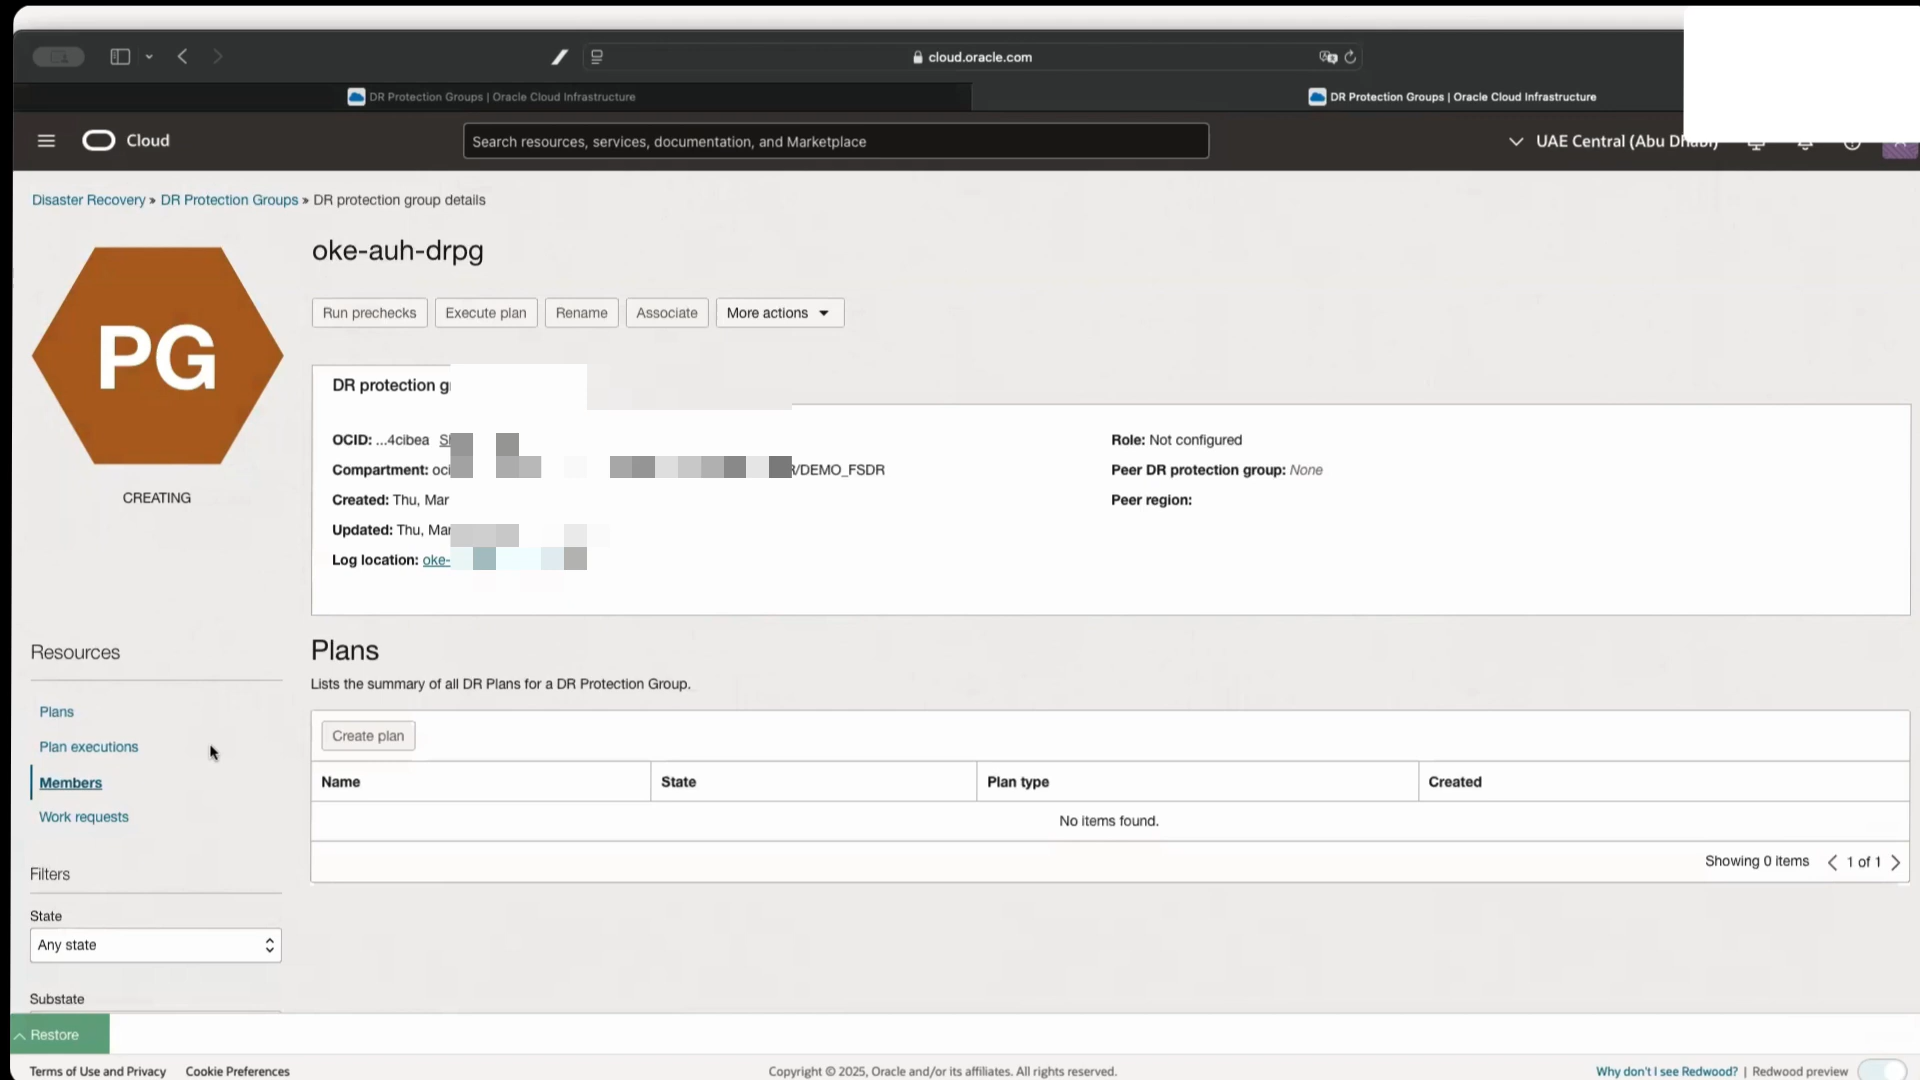 cloud.oracle.com
DR Protection Groups | Oracle Cloud Infrastructure
DR Protection Groups | Oracle Cloud Infrastructure
Cloud
Search resources, services, documentation, and Marketplace
UAE Central (Abu Dhabi)
Disaster Recovery » DR Protection Groups » DR protection group details
PG
CREATING
oke-auh-drpg
Run prechecks
Execute plan
Rename
Associate
More actions
DR protection
OCID: ...4cibea
Compartment: /DEMO_FSDR
Created: Thu, Mar
Updated: Thu, Mar
Log location: oke-
Role: Not configured
Peer DR protection group: None
Peer region:
Resources
Plans
Plan executions
Members
Work requests
Filters
State
Any state
Substate
Plans
Lists the summary of all DR Plans for a DR Protection Group.
Create plan
Name State Plan type Created
No items found.
Showing 0 items 1 of 1
Restore
Terms of Use and Privacy Cookie Preferences
Copyright © 2025, Oracle and/or its affiliates. All rights reserved.
Why don't I see Redwood? | Redwood preview